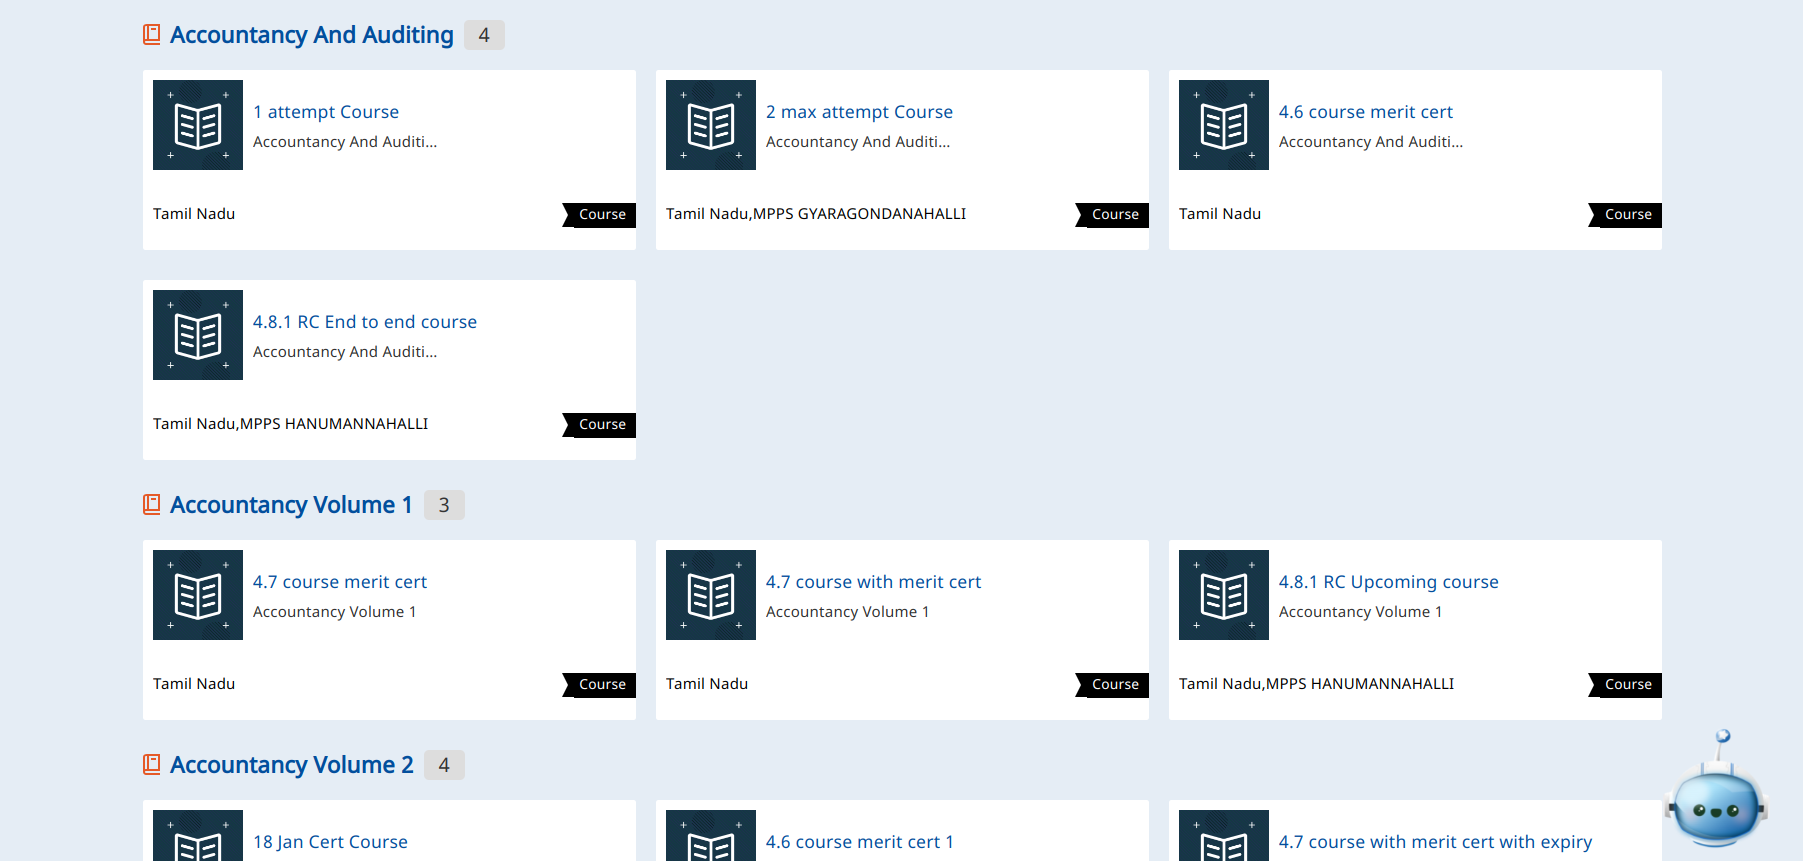 Accountancy And Auditing 4
1 attempt Course
Accountancy And Auditi...
Tamil Nadu
Course
2 max attempt Course
Accountancy And Auditi...
Tamil Nadu,MPPS GYARAGONDANAHALLI
Course
4.6 course merit cert
Accountancy And Auditi...
Tamil Nadu
Course
4.8.1 RC End to end course
Accountancy And Auditi...
Tamil Nadu,MPPS HANUMANNAHALLI
Course
Accountancy Volume 1 3
4.7 course merit cert
Accountancy Volume 1
Tamil Nadu
Course
4.7 course with merit cert
Accountancy Volume 1
Tamil Nadu
Course
4.8.1 RC Upcoming course
Accountancy Volume 1
Tamil Nadu,MPPS HANUMANNAHALLI
Course
Accountancy Volume 2 4
18 Jan Cert Course
4.6 course merit cert 1
4.7 course with merit cert with expiry